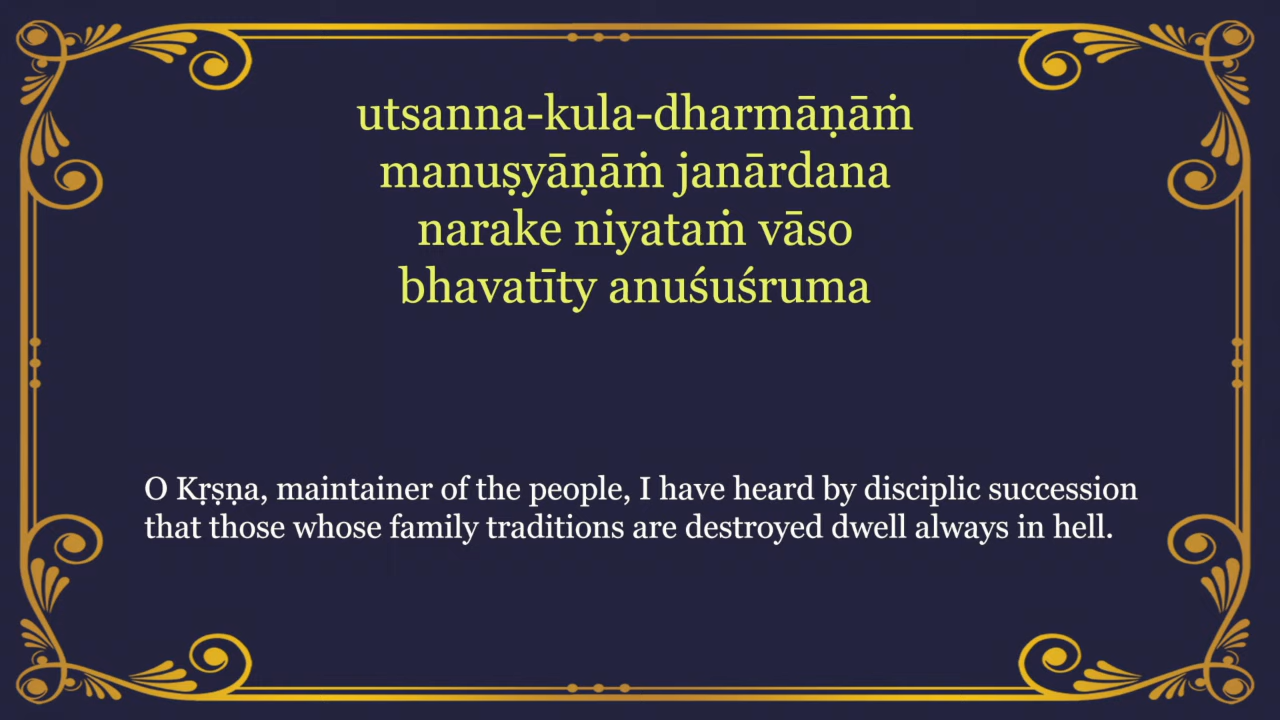 utsanna-kula-dharmāṇāṁ
manuṣyāṇāṁ janārdana
narake niyataṁ vāso
bhavatīty anuśuśruma
O Kṛṣṇa, maintainer of the people, I have heard by disciplic succession
that those whose family traditions are destroyed dwell always in hell.